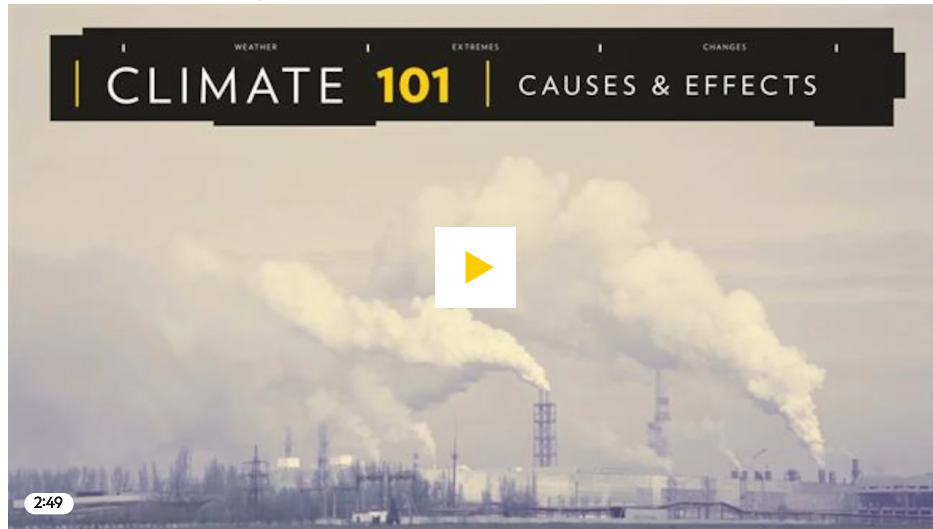 WEATHER EXTREMES CHANGES
CLIMATE 101 CAUSES & EFFECTS
2:49